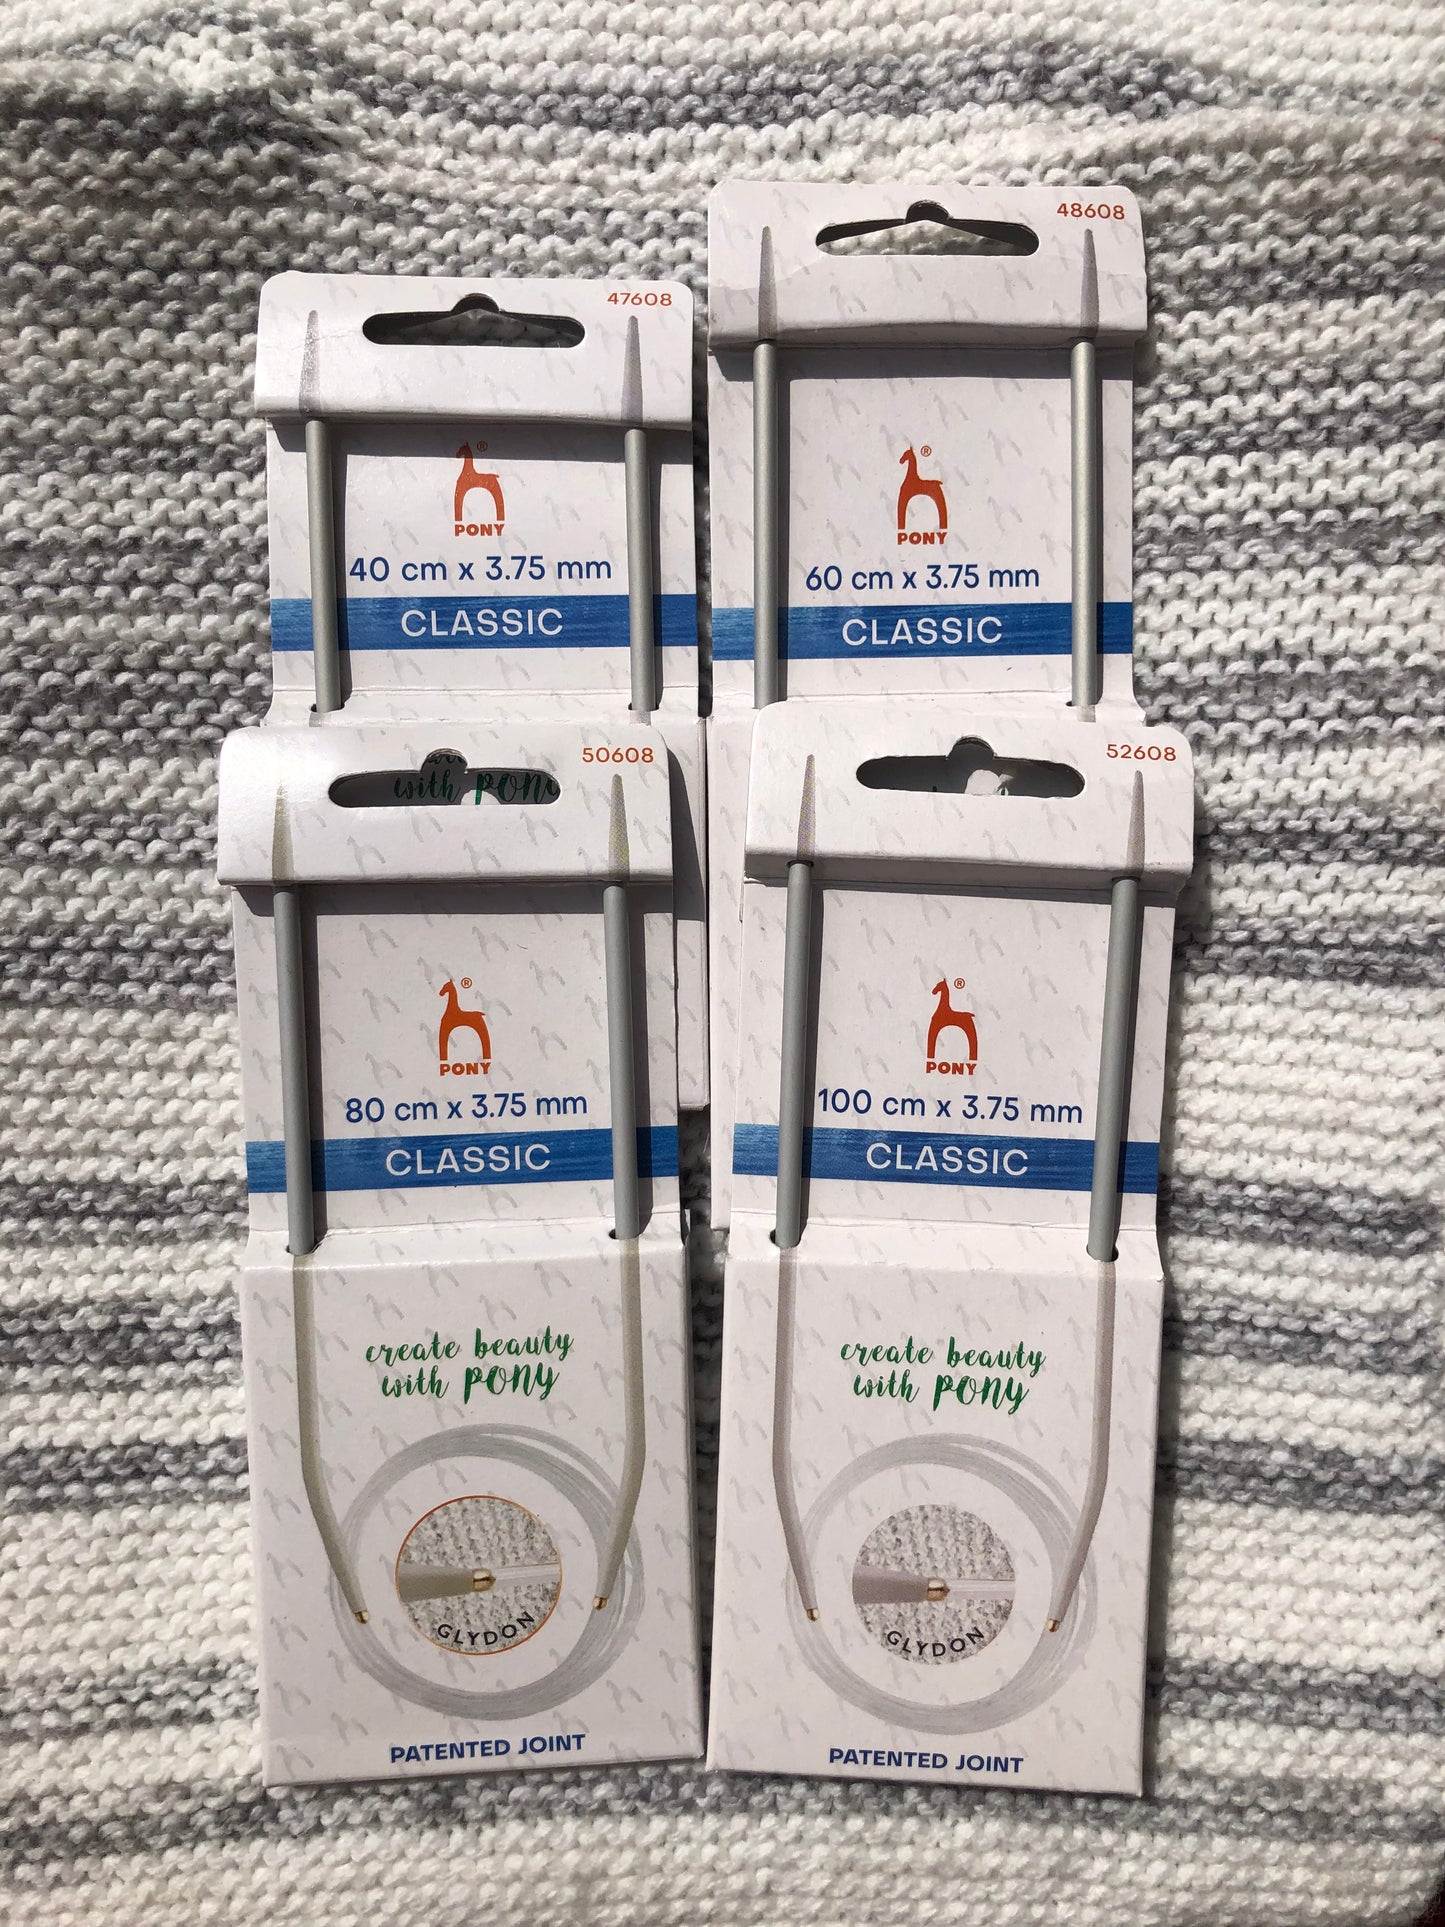 47608
®
PONY
40 cm x 3.75 mm
CLASSIC
48608
®
PONY
60 cm x 3.75 mm
CLASSIC
50608
with PONY
®
PONY
80 cm x 3.75 mm
CLASSIC
create beauty
with PONY
GLYDON
PATENTED JOINT
52608
®
PONY
100 cm x 3.75 mm
CLASSIC
create beauty
with PONY
GLYDON
PATENTED JOINT